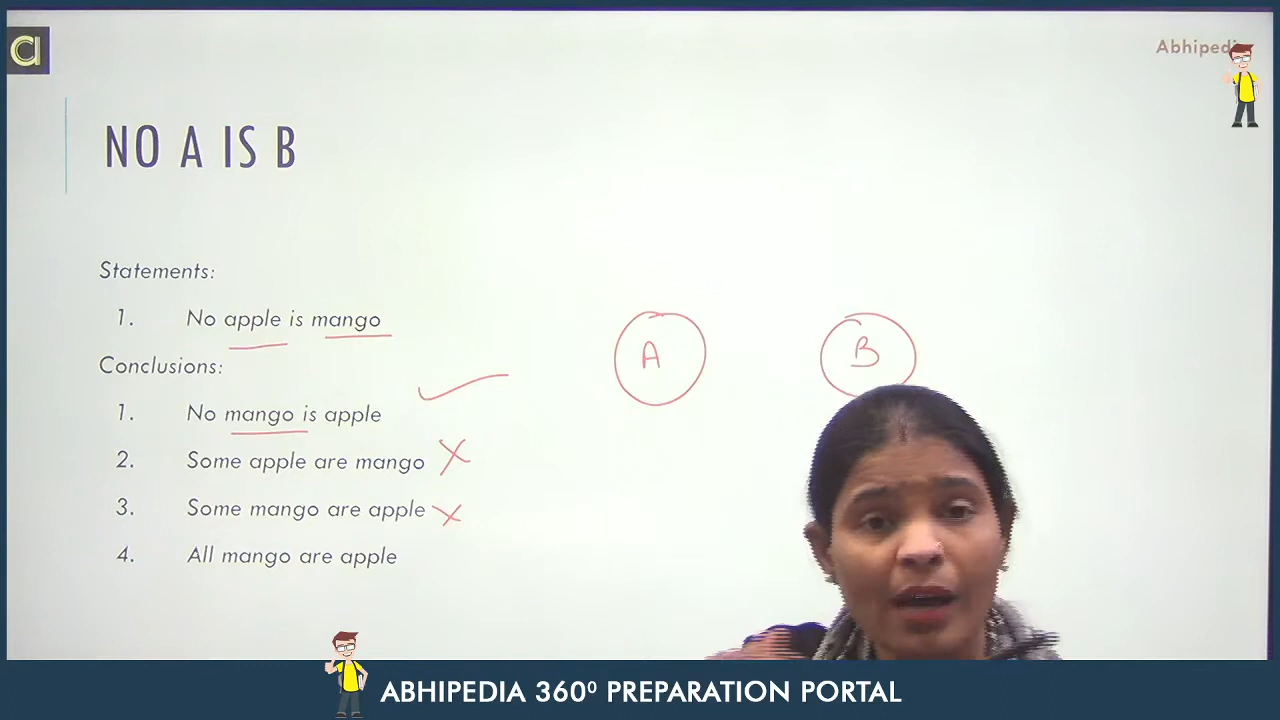 a
Abhipedi
NO A IS B
Statements:
1. No apple is mango
Conclusions:
1. No mango is apple
2. Some apple are mango
3. Some mango are apple
4. All mango are apple
A
B
ABHIPEDIA 360⁰ PREPARATION PORTAL